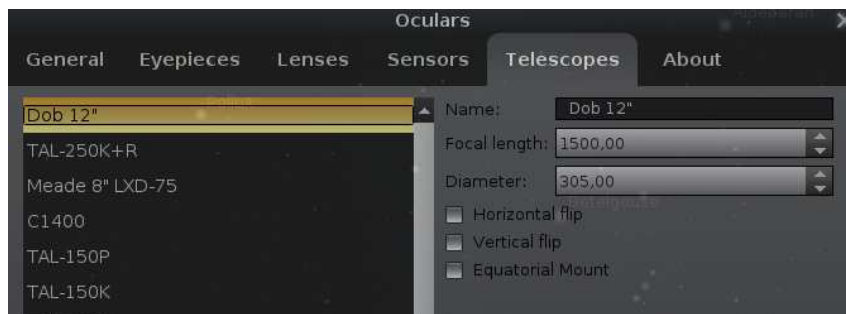 Oculars
General Eyepieces Lenses Sensors Telescopes About
Dob 12"
TAL-250K+R
Meade 8" LXD-75
C1400
TAL-150P
TAL-150K
Name: Dob 12"
Focal length: 1500,00
Diameter: 305,00
Horizontal flip
Vertical flip
Equatorial Mount
Betelgeuse